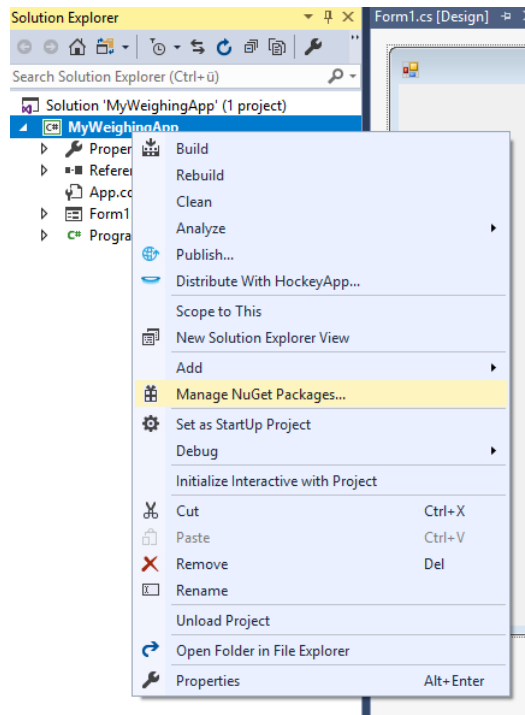 Solution Explorer
Form1.cs [Design]
Search Solution Explorer (Ctrl+ü)
Solution 'MyWeighingApp' (1 project)
C# MyWeighingApp
Proper
Referen
App.co
Form1
C# Progra
Build
Rebuild
Clean
Analyze
Publish...
Distribute With HockeyApp...
Scope to This
New Solution Explorer View
Add
Manage NuGet Packages...
Set as StartUp Project
Debug
Initialize Interactive with Project
Cut Ctrl+X
Paste Ctrl+V
Remove Del
Rename
Unload Project
Open Folder in File Explorer
Properties Alt+Enter